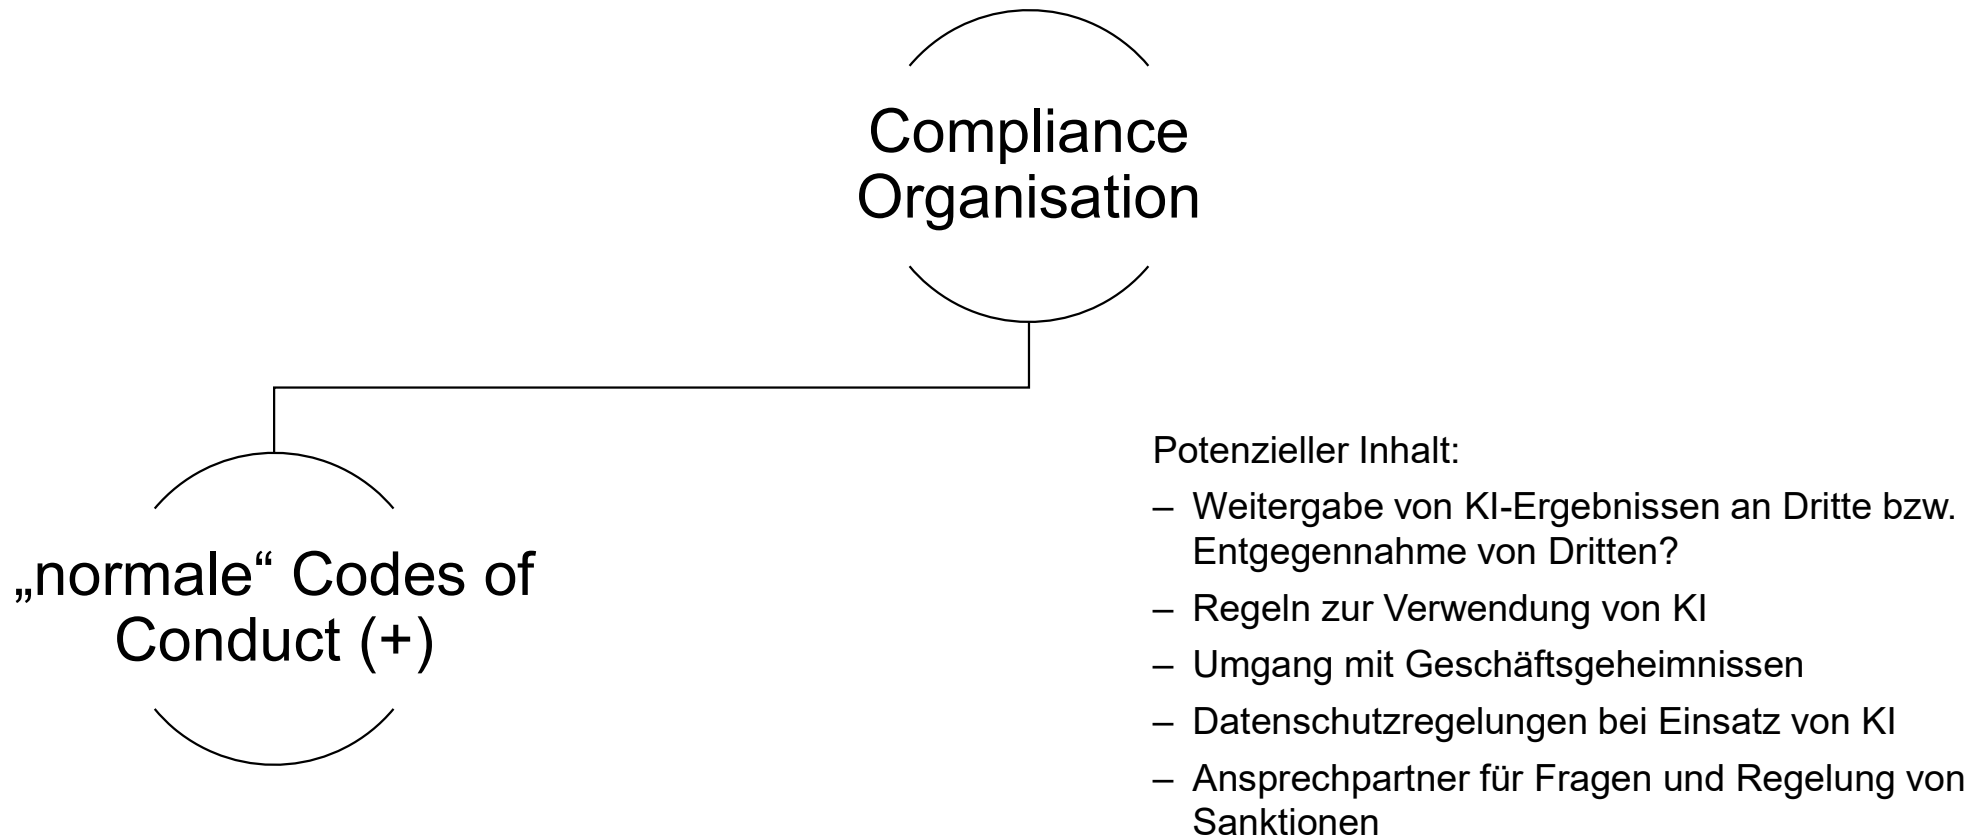 Compliance
Organisation
„normale“ Codes of
Conduct (+)
Potenzieller Inhalt:
– Weitergabe von KI-Ergebnissen an Dritte bzw.
Entgegennahme von Dritten?
– Regeln zur Verwendung von KI
– Umgang mit Geschäftsgeheimnissen
– Datenschutzregelungen bei Einsatz von KI
– Ansprechpartner für Fragen und Regelung von
Sanktionen